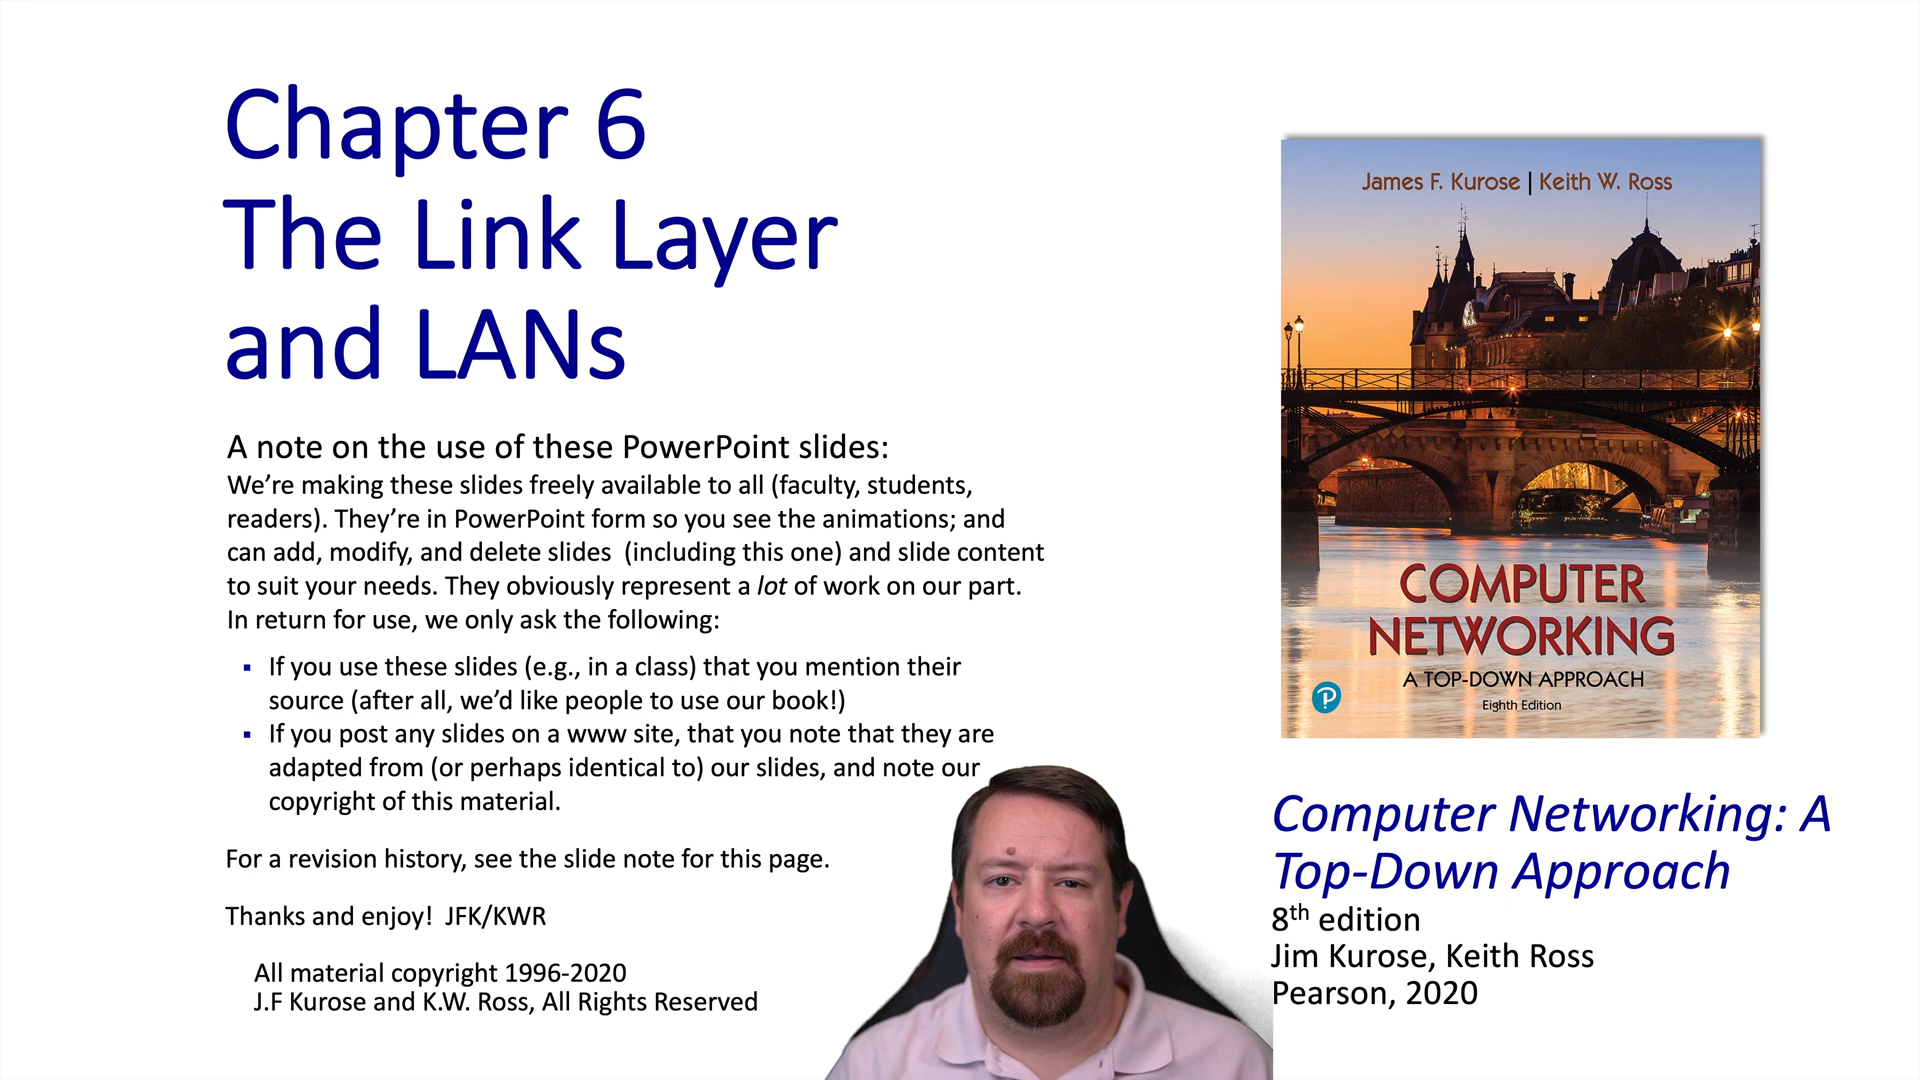 Chapter 6
The Link Layer
and LANs
A note on the use of these PowerPoint slides:
We’re making these slides freely available to all (faculty, students,
readers). They’re in PowerPoint form so you see the animations; and
can add, modify, and delete slides (including this one) and slide content
to suit your needs. They obviously represent a lot of work on our part.
In return for use, we only ask the following:
▪ If you use these slides (e.g., in a class) that you mention their
source (after all, we’d like people to use our book!)
▪ If you post any slides on a www site, that you note that they are
adapted from (or perhaps identical to) our slides, and note our
copyright of this material.
For a revision history, see the slide note for this page.
Thanks and enjoy! JFK/KWR
All material copyright 1996-2020
J.F Kurose and K.W. Ross, All Rights Reserved
James F. Kurose | Keith W. Ross
COMPUTER
NETWORKING
A TOP-DOWN APPROACH
Eighth Edition
P
Computer Networking: A
Top-Down Approach
8th edition
Jim Kurose, Keith Ross
Pearson, 2020